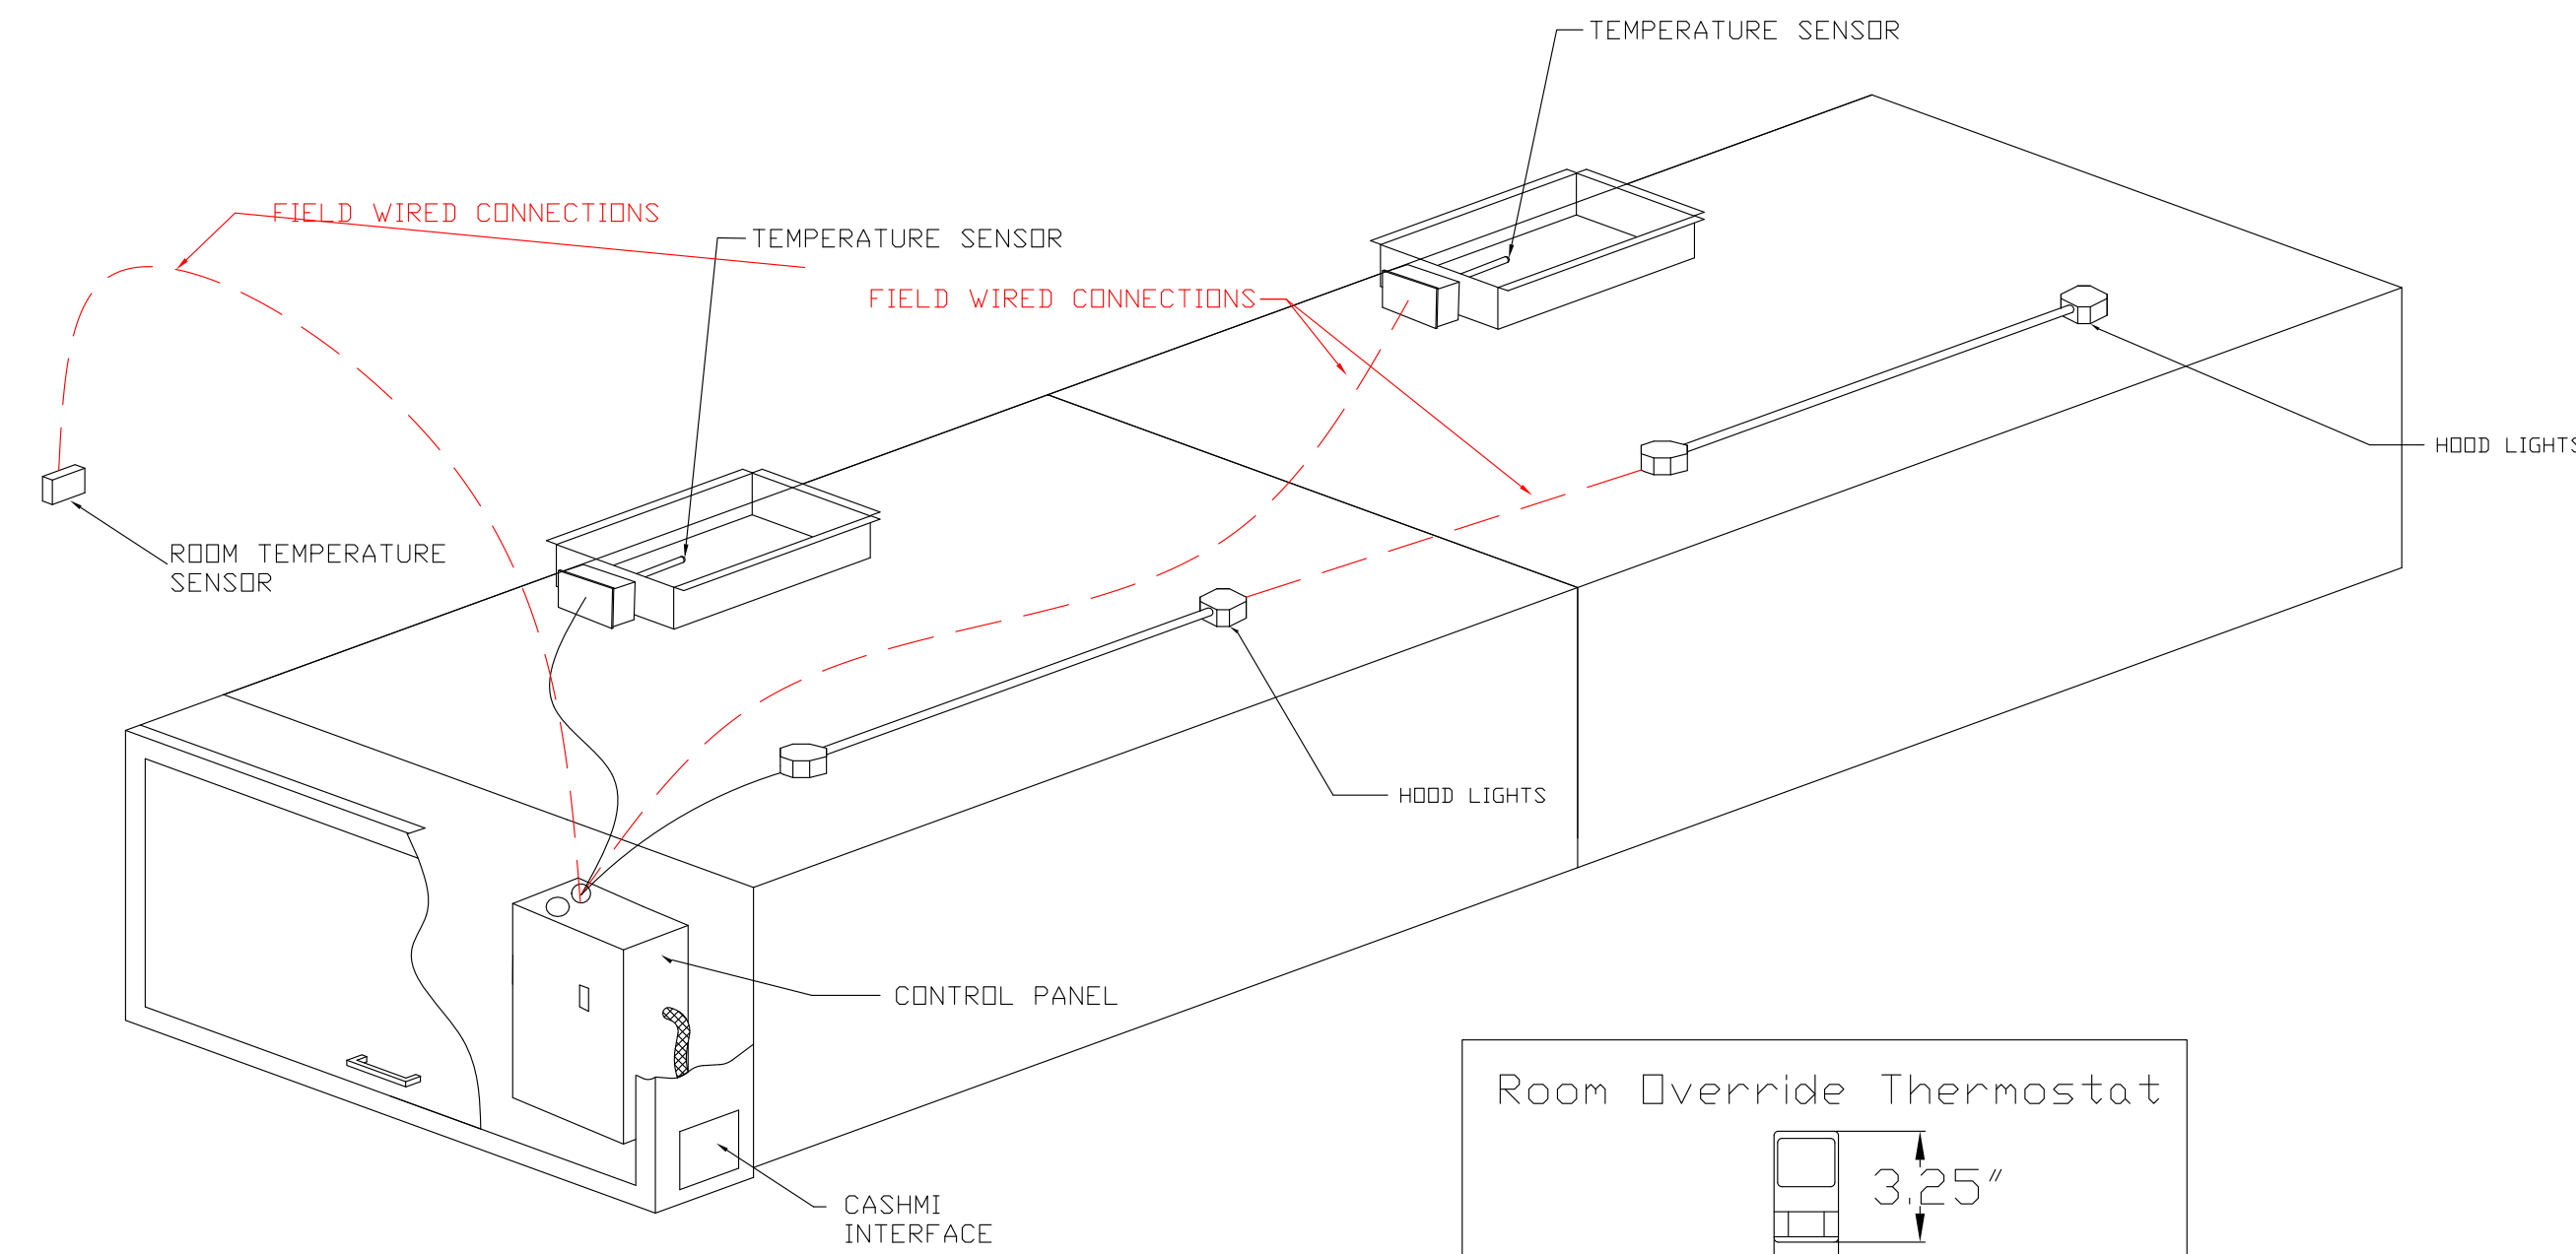 TEMPERATURE SENSOR
FIELD WIRED CONNECTIONS
TEMPERATURE SENSOR
FIELD WIRED CONNECTIONS
HOOD LIGHTS
ROOM TEMPERATURE
SENSOR
HOOD LIGHTS
CONTROL PANEL
Room Override Thermostat
3.25"
CASHMI
INTERFACE